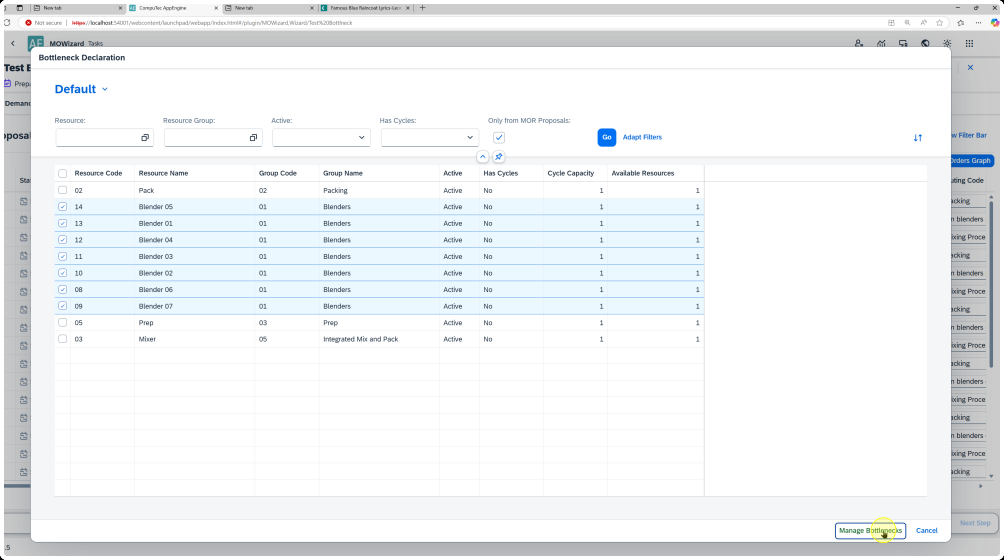 New tab
CompuTec AppEngine
New tab
Famous Blue Raincoat Lyrics-Leo
Not secure
https://localhost:54001/webcontent/launchpad/webapp/index.html#/plugin/MOWizard.Wizard/Test%20Bottlneck
AE MOWizard Tasks
Bottleneck Declaration
Default
Resource:
Resource Group:
Active:
Has Cycles:
Only from MOR Proposals:
Go
Adapt Filters
Resource Code Resource Name Group Code Group Name Active Has Cycles Cycle Capacity Available Resources
02 Pack 02 Packing Active No 1 1
14 Blender 05 01 Blenders Active No 1 1
13 Blender 01 01 Blenders Active No 1 1
12 Blender 04 01 Blenders Active No 1 1
11 Blender 03 01 Blenders Active No 1 1
10 Blender 02 01 Blenders Active No 1 1
08 Blender 06 01 Blenders Active No 1 1
09 Blender 07 01 Blenders Active No 1 1
05 Prep 03 Prep Active No 1 1
03 Mixer 05 Integrated Mix and Pack Active No 1 1
Manage Bottlenecks
Cancel
Test B
Prepa
Demand
oposal
Sta
w Filter Bar
Orders Graph
uting Code
acking
n blenders
ixing Proce
acking
n blenders
ixing Proce
acking
n blenders
ixing Proce
acking
n blenders
ixing Proce
acking
n blenders
ixing Proce
acking
Next Step
.5